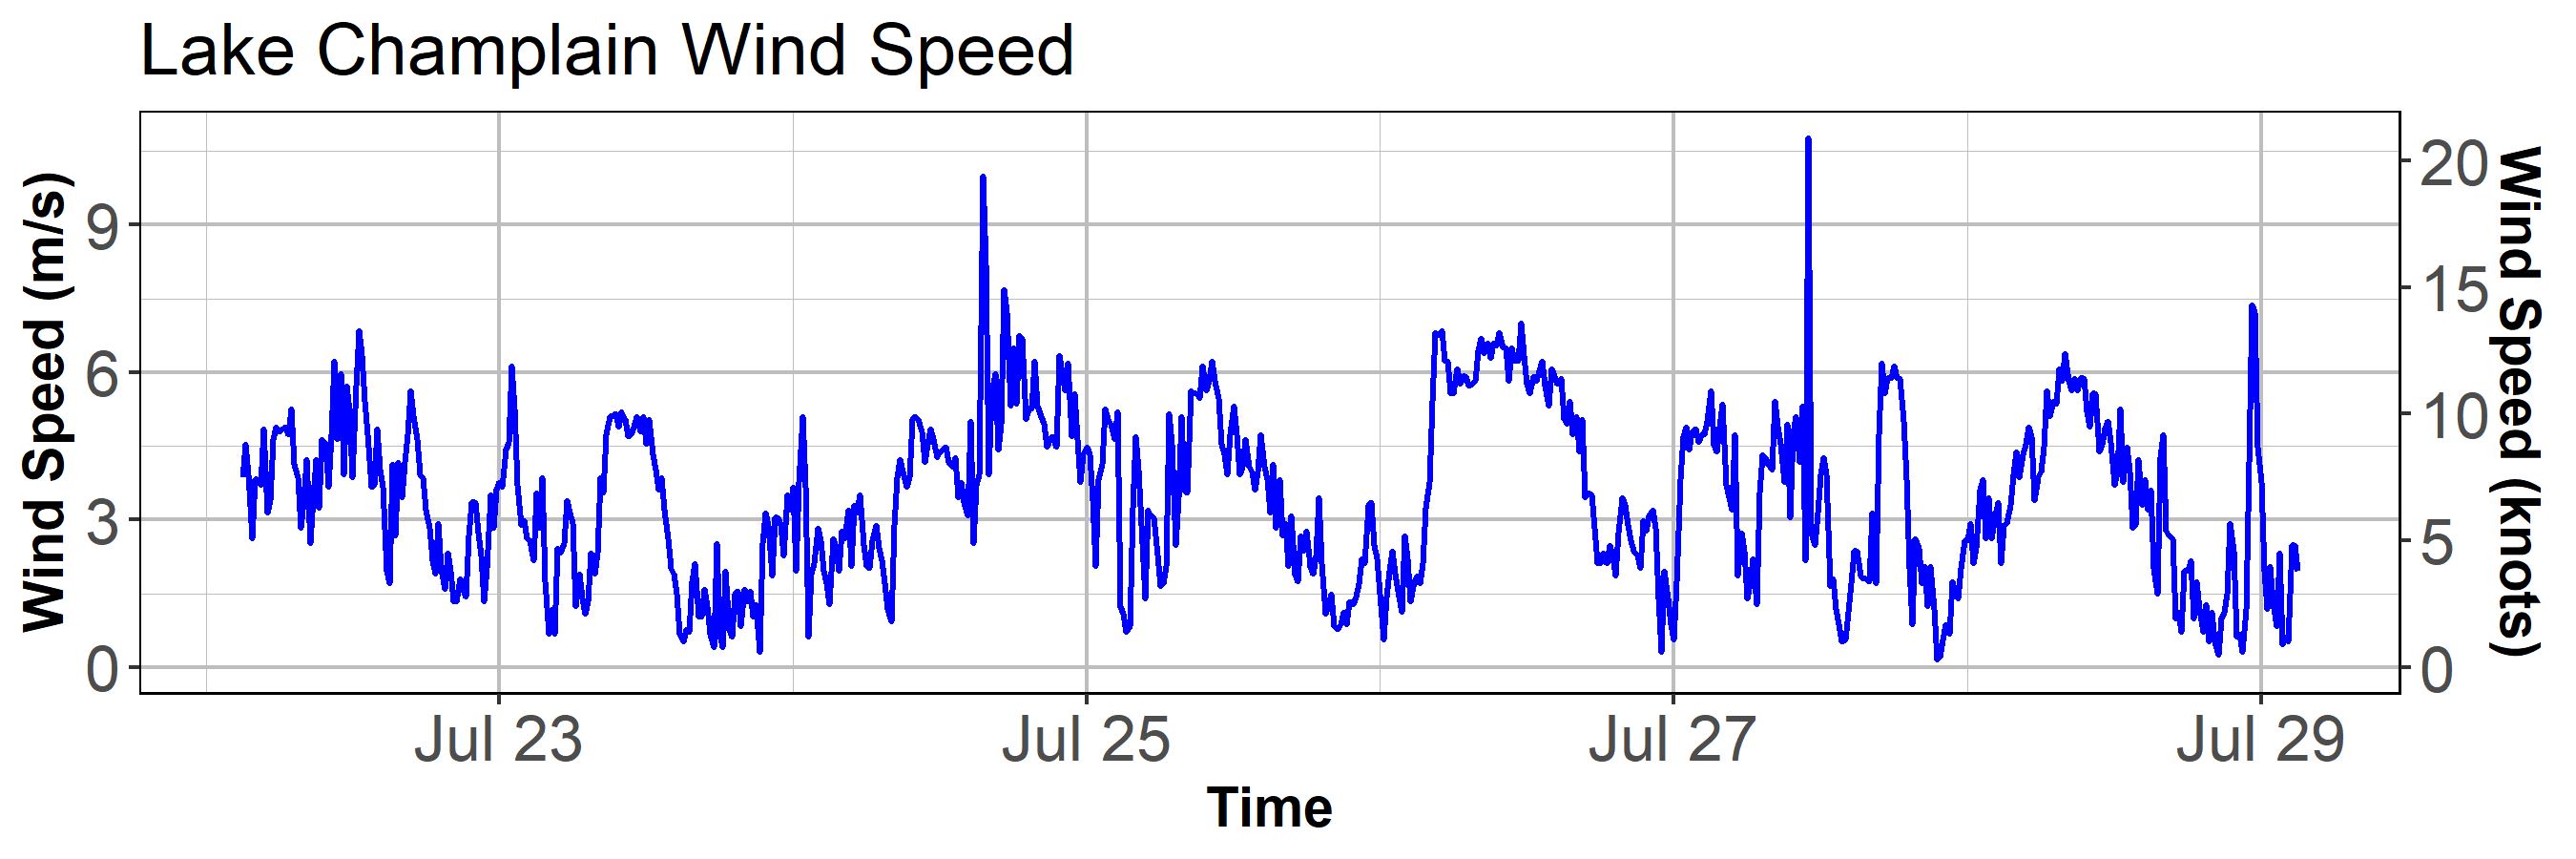 Lake Champlain Wind Speed
Wind Speed (m/s)
9
6
3
0
20
15
10
5
0
Wind Speed (knots)
Jul 23
Jul 25
Jul 27
Jul 29
Time